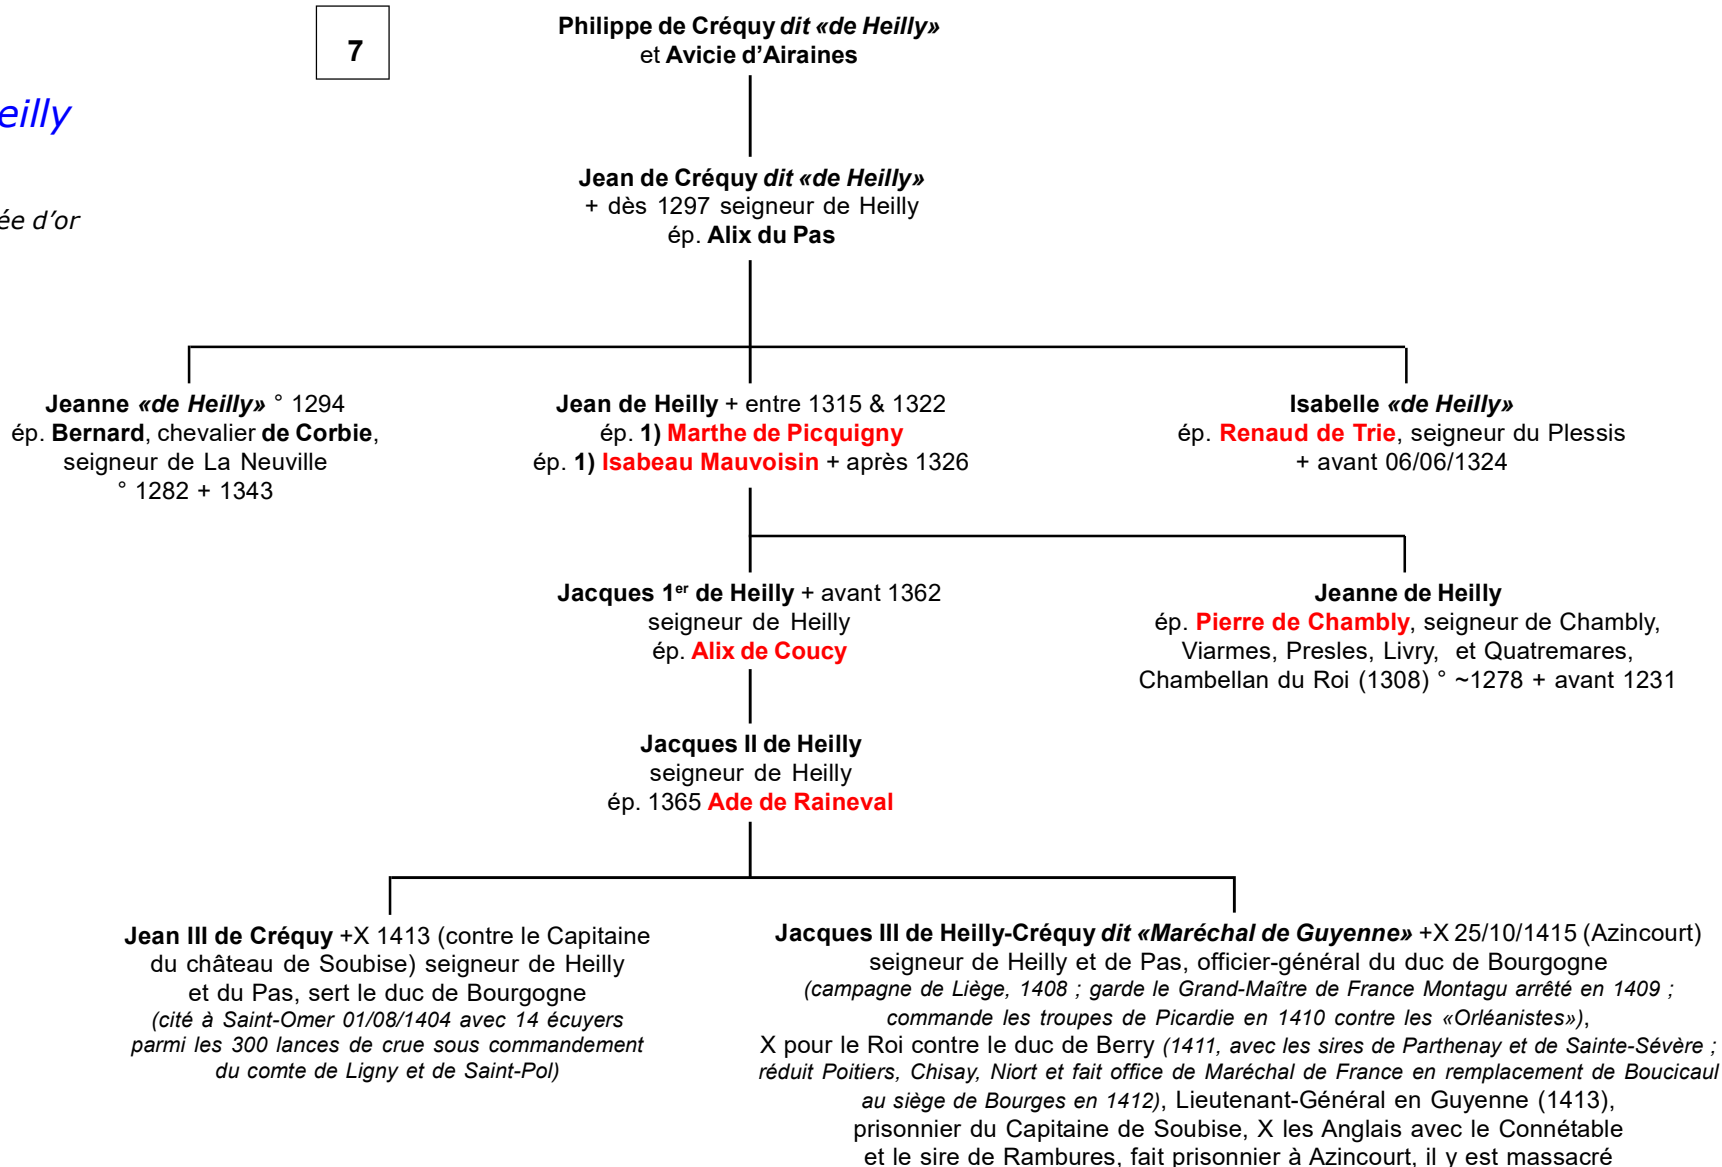 7
Philippe de Créquy dit «de Heilly»
et Avicie d’Airaines
eilly
ée d’or
Jean de Créquy dit «de Heilly»
+ dès 1297 seigneur de Heilly
ép. Alix du Pas
Jeanne «de Heilly» ° 1294
ép. Bernard, chevalier de Corbie,
seigneur de La Neuville
° 1282 + 1343
Jean de Heilly + entre 1315 & 1322
ép. 1) Marthe de Picquigny
ép. 1) Isabeau Mauvoisin + après 1326
Isabelle «de Heilly»
ép. Renaud de Trie, seigneur du Plessis
+ avant 06/06/1324
Jacques 1er de Heilly + avant 1362
seigneur de Heilly
ép. Alix de Coucy
Jeanne de Heilly
ép. Pierre de Chambly, seigneur de Chambly,
Viarmes, Presles, Livry, et Quatremares,
Chambellan du Roi (1308) ° ~1278 + avant 1231
Jacques II de Heilly
seigneur de Heilly
ép. 1365 Ade de Raineval
Jean III de Créquy +X 1413 (contre le Capitaine
du château de Soubise) seigneur de Heilly
et du Pas, sert le duc de Bourgogne
(cité à Saint-Omer 01/08/1404 avec 14 écuyers
parmi les 300 lances de crue sous commandement
du comte de Ligny et de Saint-Pol)
Jacques III de Heilly-Créquy dit «Maréchal de Guyenne» +X 25/10/1415 (Azincourt)
seigneur de Heilly et de Pas, officier-général du duc de Bourgogne
(campagne de Liège, 1408 ; garde le Grand-Maître de France Montagu arrêté en 1409 ;
commande les troupes de Picardie en 1410 contre les «Orléanistes»),
X pour le Roi contre le duc de Berry (1411, avec les sires de Parthenay et de Sainte-Sévère ;
réduit Poitiers, Chisay, Niort et fait office de Maréchal de France en remplacement de Boucicaul
au siège de Bourges en 1412), Lieutenant-Général en Guyenne (1413),
prisonnier du Capitaine de Soubise, X les Anglais avec le Connétable
et le sire de Rambures, fait prisonnier à Azincourt, il y est massacré